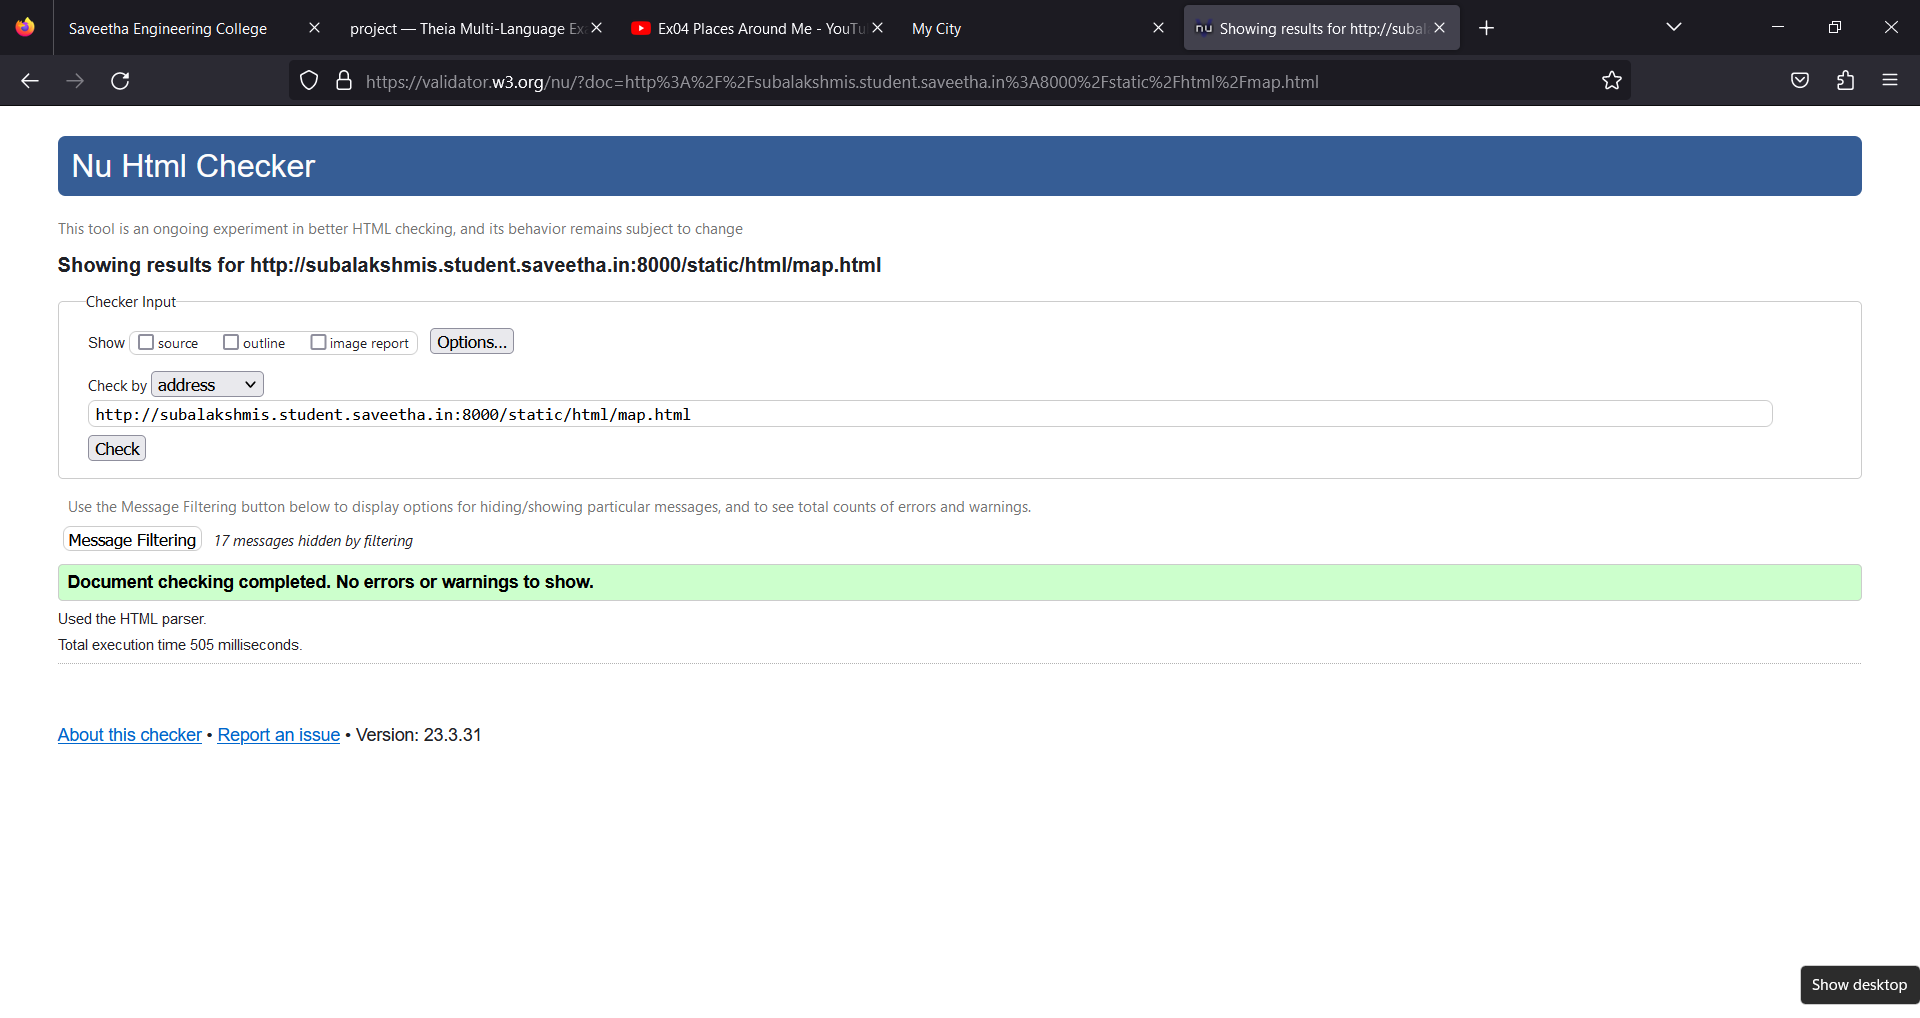 Saveetha Engineering College
project — Theia Multi-Language Ex
Ex04 Places Around Me - YouTu
My City
nu Showing results for http://subal
https://validator.w3.org/nu/?doc=http%3A%2F%2Fsubalakshmis.student.saveetha.in%3A8000%2Fstatic%2Fhtml%2Fmap.html
Nu Html Checker
This tool is an ongoing experiment in better HTML checking, and its behavior remains subject to change
Showing results for http://subalakshmis.student.saveetha.in:8000/static/html/map.html
Checker Input
Show source outline image report Options...
Check by address
http://subalakshmis.student.saveetha.in:8000/static/html/map.html
Check
Use the Message Filtering button below to display options for hiding/showing particular messages, and to see total counts of errors and warnings.
Message Filtering 17 messages hidden by filtering
Document checking completed. No errors or warnings to show.
Used the HTML parser.
Total execution time 505 milliseconds.
About this checker • Report an issue • Version: 23.3.31
Show desktop